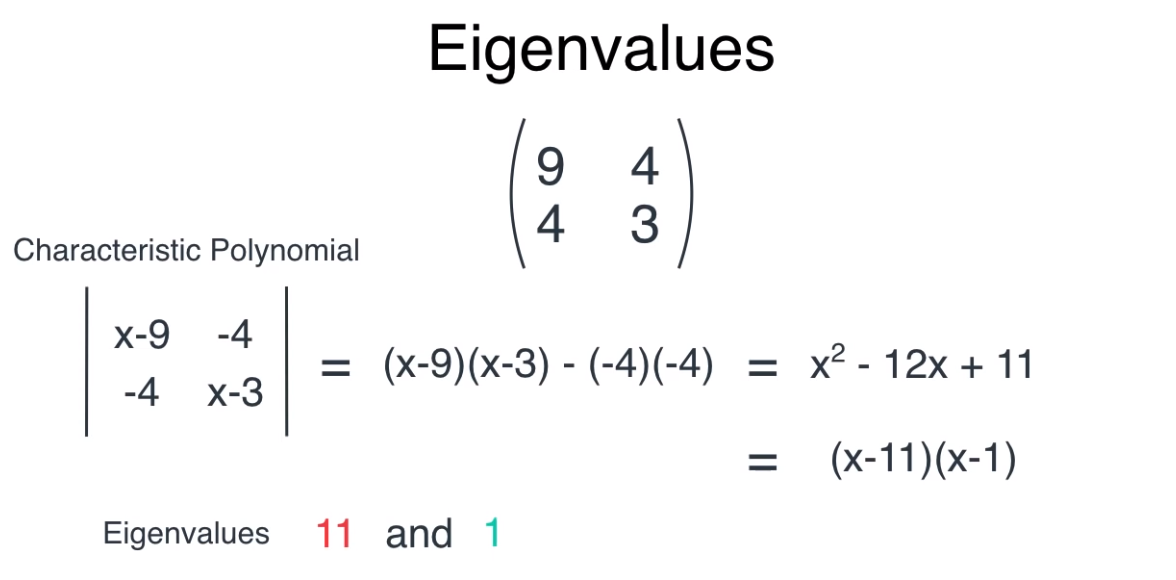 Eigenvalues
9 4
4 3
Characteristic Polynomial
x-9 -4
-4 x-3
= (x-9)(x-3) - (-4)(-4) = x² - 12x + 11
= (x-11)(x-1)
Eigenvalues 11 and 1